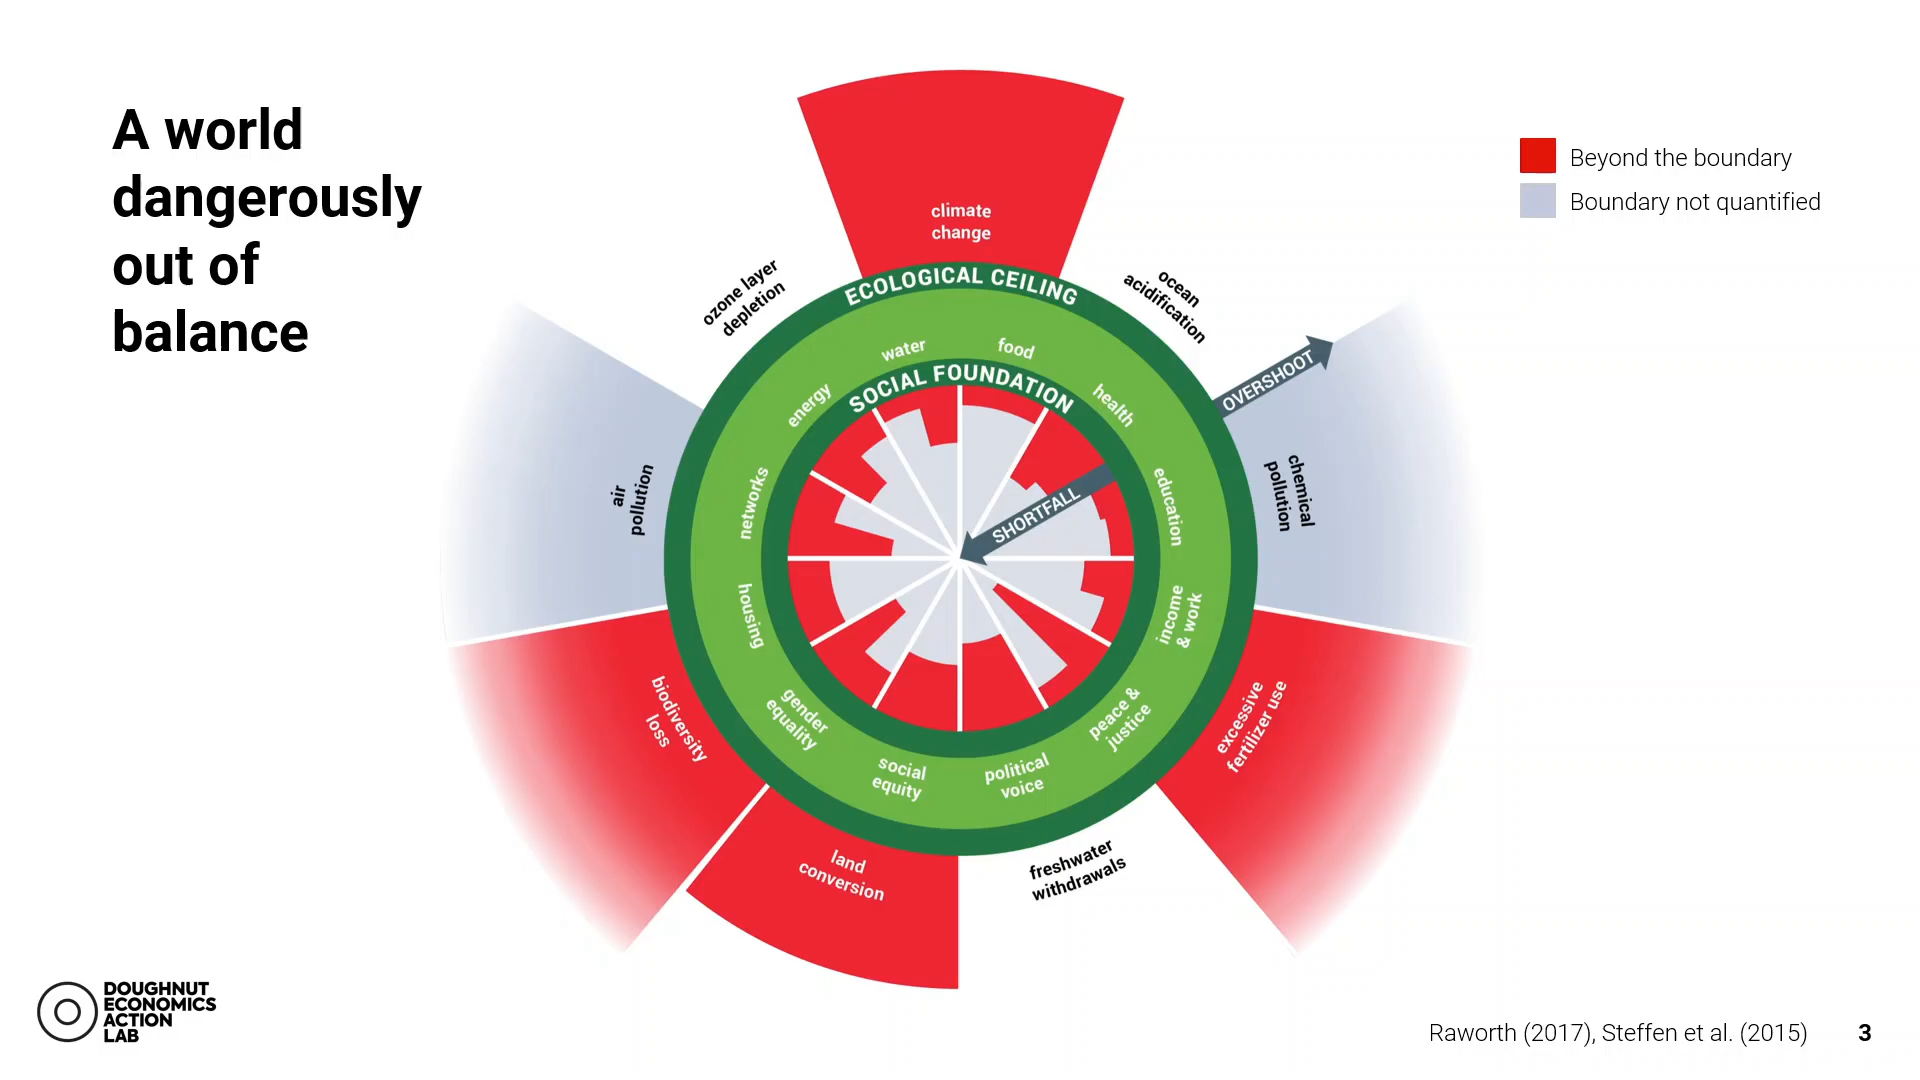 A world
dangerously
out of
balance
Beyond the boundary
Boundary not quantified
climate
change
ozone layer
depletion
ocean
acidification
ECOLOGICAL CEILING
OVERSHOOT
water
food
energy
health
SOCIAL FOUNDATION
networks
education
SHORTFALL
air
pollution
chemical
pollution
housing
income
& work
gender
equality
peace &
justice
social
equity
political
voice
biodiversity
loss
excessive
fertilizer use
land
conversion
freshwater
withdrawals
DOUGHNUT
ECONOMICS
ACTION
LAB
Raworth (2017), Steffen et al. (2015)
3